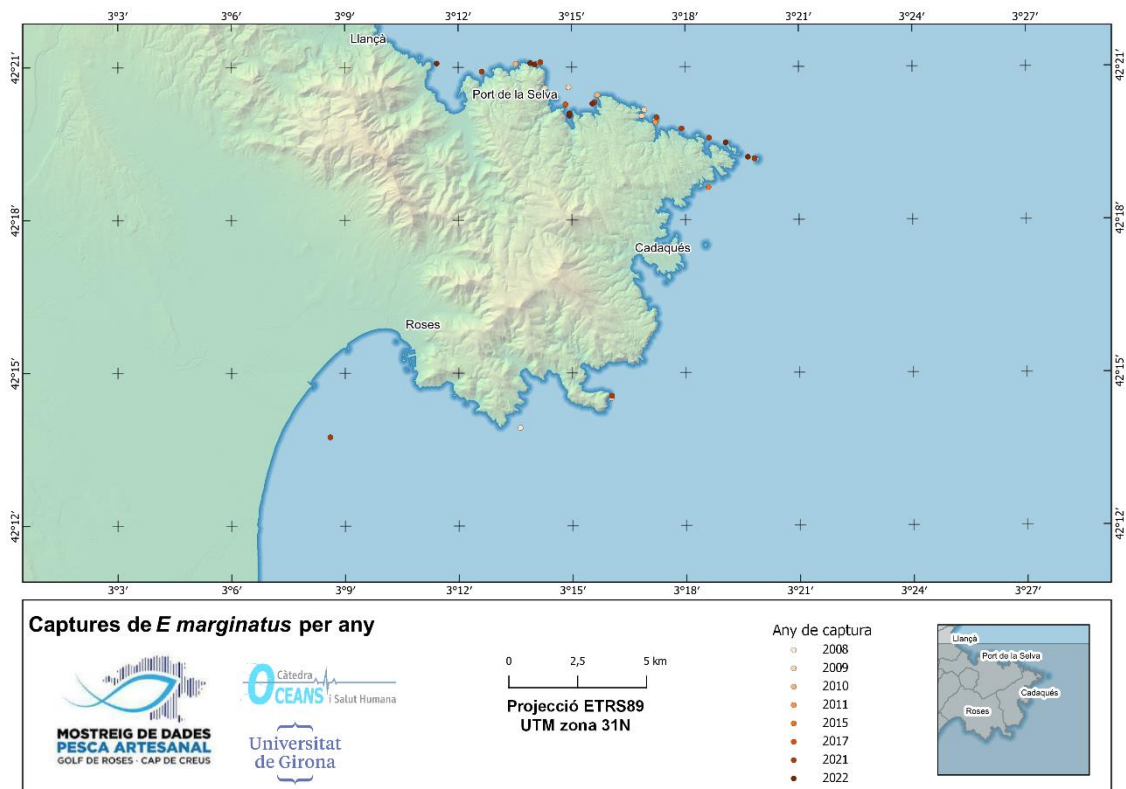 3°3′ 3°6′ 3°9′ 3°12′ 3°15′ 3°18′ 3°21′ 3°24′ 3°27′
42°21′ 42°21′
42°18′ 42°18′
42°15′ 42°15′
42°12′ 42°12′
Llançà
Port de la Selva
Cadaqués
Roses
3°3′ 3°6′ 3°9′ 3°12′ 3°15′ 3°18′ 3°21′ 3°24′ 3°27′
Captures de E marginatus per any
MOSTREIG DE DADES
PESCA ARTESANAL
GOLF DE ROSES · CAP DE CREUS
Càtedra
OCEANS
i Salut Humana
Universitat
de Girona
0 2,5 5 km
Projecció ETRS89
UTM zona 31N
Any de captura
2008
2009
2010
2011
2015
2017
2021
2022
Llançà
Port de la Selva
Cadaqués
Roses